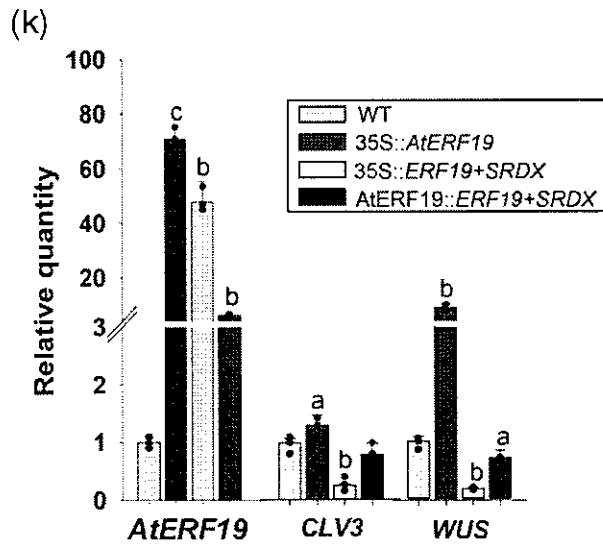 (k)
100
80
60
40
20
3
2
1
0
Relative quantity
WT
35S::AtERF19
35S::ERF19+SRDX
AtERF19::ERF19+SRDX
c
b
b
a
b
b
b
a
AtERF19
CLV3
WUS